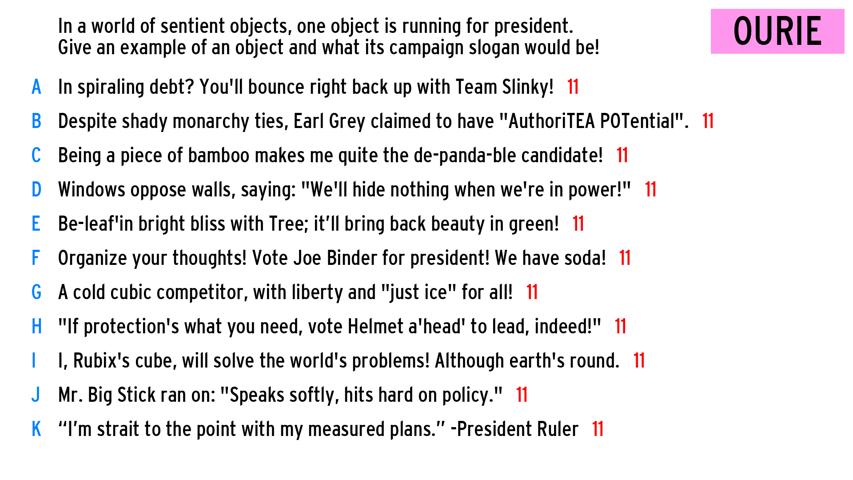 In a world of sentient objects, one object is running for president.
Give an example of an object and what its campaign slogan would be!
OURIE
A In spiraling debt? You'll bounce right back up with Team Slinky! 11
B Despite shady monarchy ties, Earl Grey claimed to have "AuthoriTEA POTential". 11
C Being a piece of bamboo makes me quite the de-panda-ble candidate! 11
D Windows oppose walls, saying: "We'll hide nothing when we're in power!" 11
E Be-leaf'in bright bliss with Tree; it’ll bring back beauty in green! 11
F Organize your thoughts! Vote Joe Binder for president! We have soda! 11
G A cold cubic competitor, with liberty and "just ice" for all! 11
H "If protection's what you need, vote Helmet a'head' to lead, indeed!" 11
I I, Rubix's cube, will solve the world's problems! Although earth's round. 11
J Mr. Big Stick ran on: "Speaks softly, hits hard on policy." 11
K “I’m strait to the point with my measured plans.” -President Ruler 11